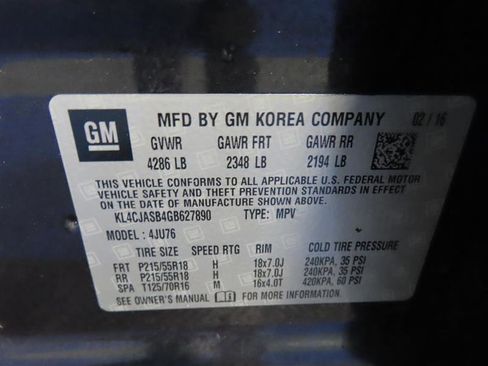 GM
MFD BY GM KOREA COMPANY 02/16
GVWR GAWR FRT GAWR RR
4286 LB 2348 LB 2194 LB
THIS VEHICLE CONFORMS TO ALL APPLICABLE U.S. FEDERAL MOTOR
VEHICLE SAFETY AND THEFT PREVENTION STANDARDS IN EFFECT
ON THE DATE OF MANUFACTURE SHOWN ABOVE.
KL4CJASB4GB627890 TYPE: MPV
MODEL: 4JU76
TIRE SIZE SPEED RTG RIM COLD TIRE PRESSURE
FRT P215/55R18 H 18x7.0J 240KPA, 35 PSI
RR P215/55R18 H 18x7.0J 240KPA, 35 PSI
SPA T125/70R16 M 16x4.0T 420KPA, 60 PSI
SEE OWNER'S MANUAL FOR MORE INFORMATION.